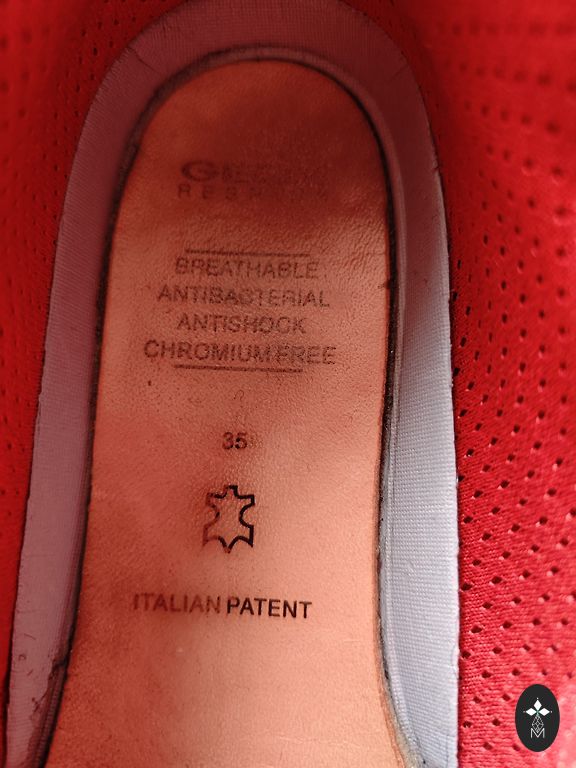 BREATHABLE
ANTIBACTERIAL
ANTISHOCK
CHROMIUM FREE
35
ITALIAN PATENT
M